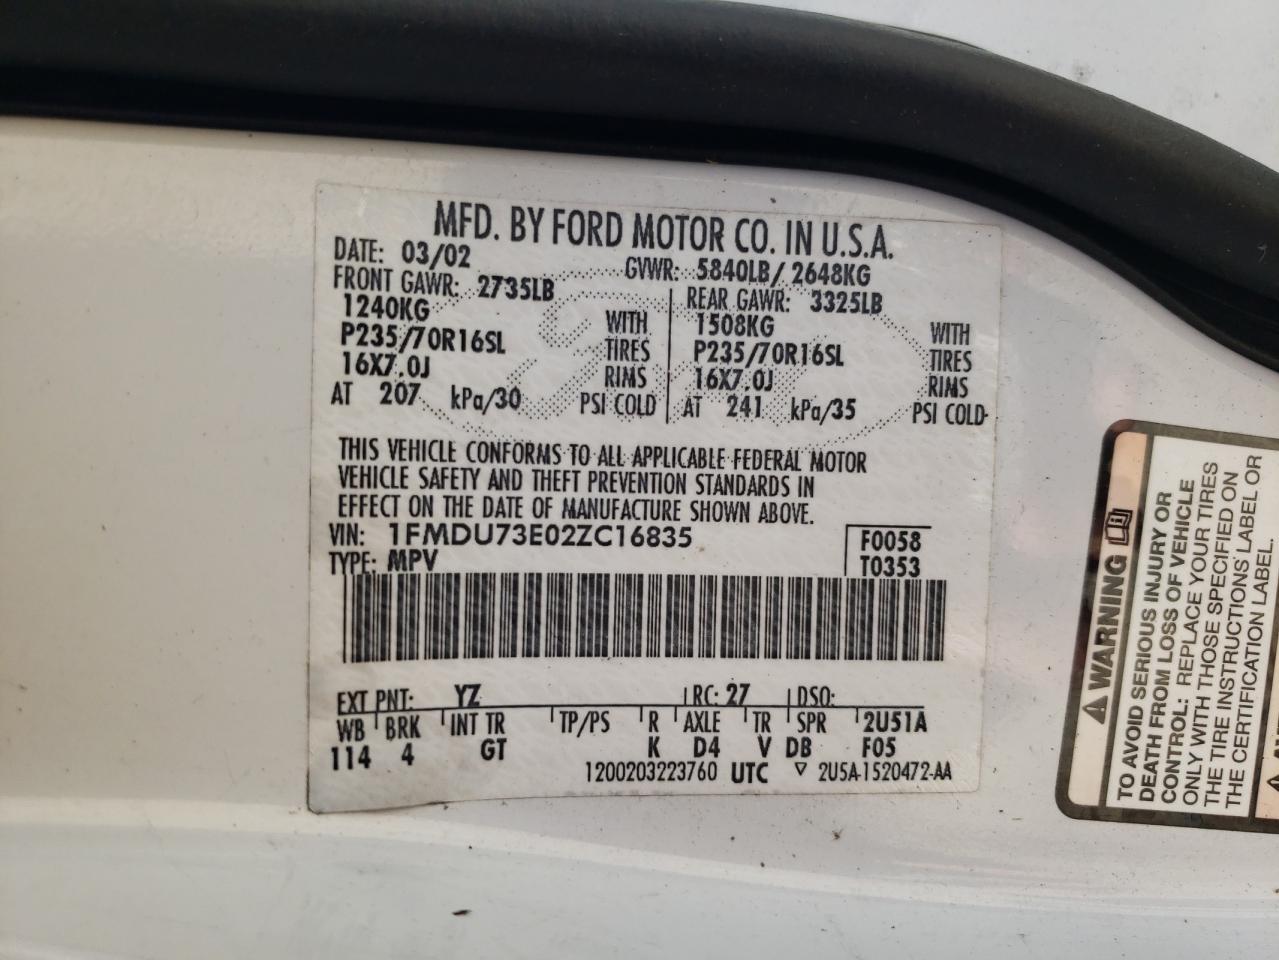 MFD. BY FORD MOTOR CO. IN U.S.A.
DATE: 03/02 GVWR: 5840LB/ 2648KG
FRONT GAWR: 2735LB REAR GAWR: 3325LB
1240KG WITH 1508KG WITH
P235/70R16SL TIRES P235/70R16SL TIRES
16X7.0J RIMS 16X7.0J RIMS
AT 207 kPa/30 PSI COLD AT 241 kPa/35 PSI COLD
THIS VEHICLE CONFORMS TO ALL APPLICABLE FEDERAL MOTOR
VEHICLE SAFETY AND THEFT PREVENTION STANDARDS IN
EFFECT ON THE DATE OF MANUFACTURE SHOWN ABOVE.
VIN: 1FMDU73E02ZC16835 F0058
TYPE: MPV T0353
EXT PNT: YZ RC: 27 DSO:
WB BRK INT TR TP/PS R AXLE TR SPR 2U51A
114 4 GT K D4 V DB F05
1200203223760 UTC ▽ 2U5A-1520472-AA
WARNING
TO AVOID SERIOUS INJURY OR
DEATH FROM LOSS OF VEHICLE
CONTROL: REPLACE YOUR TIRES
ONLY WITH THOSE SPECIFIED ON
THE TIRE INSTRUCTIONS LABEL OR
THE CERTIFICATION LABEL.